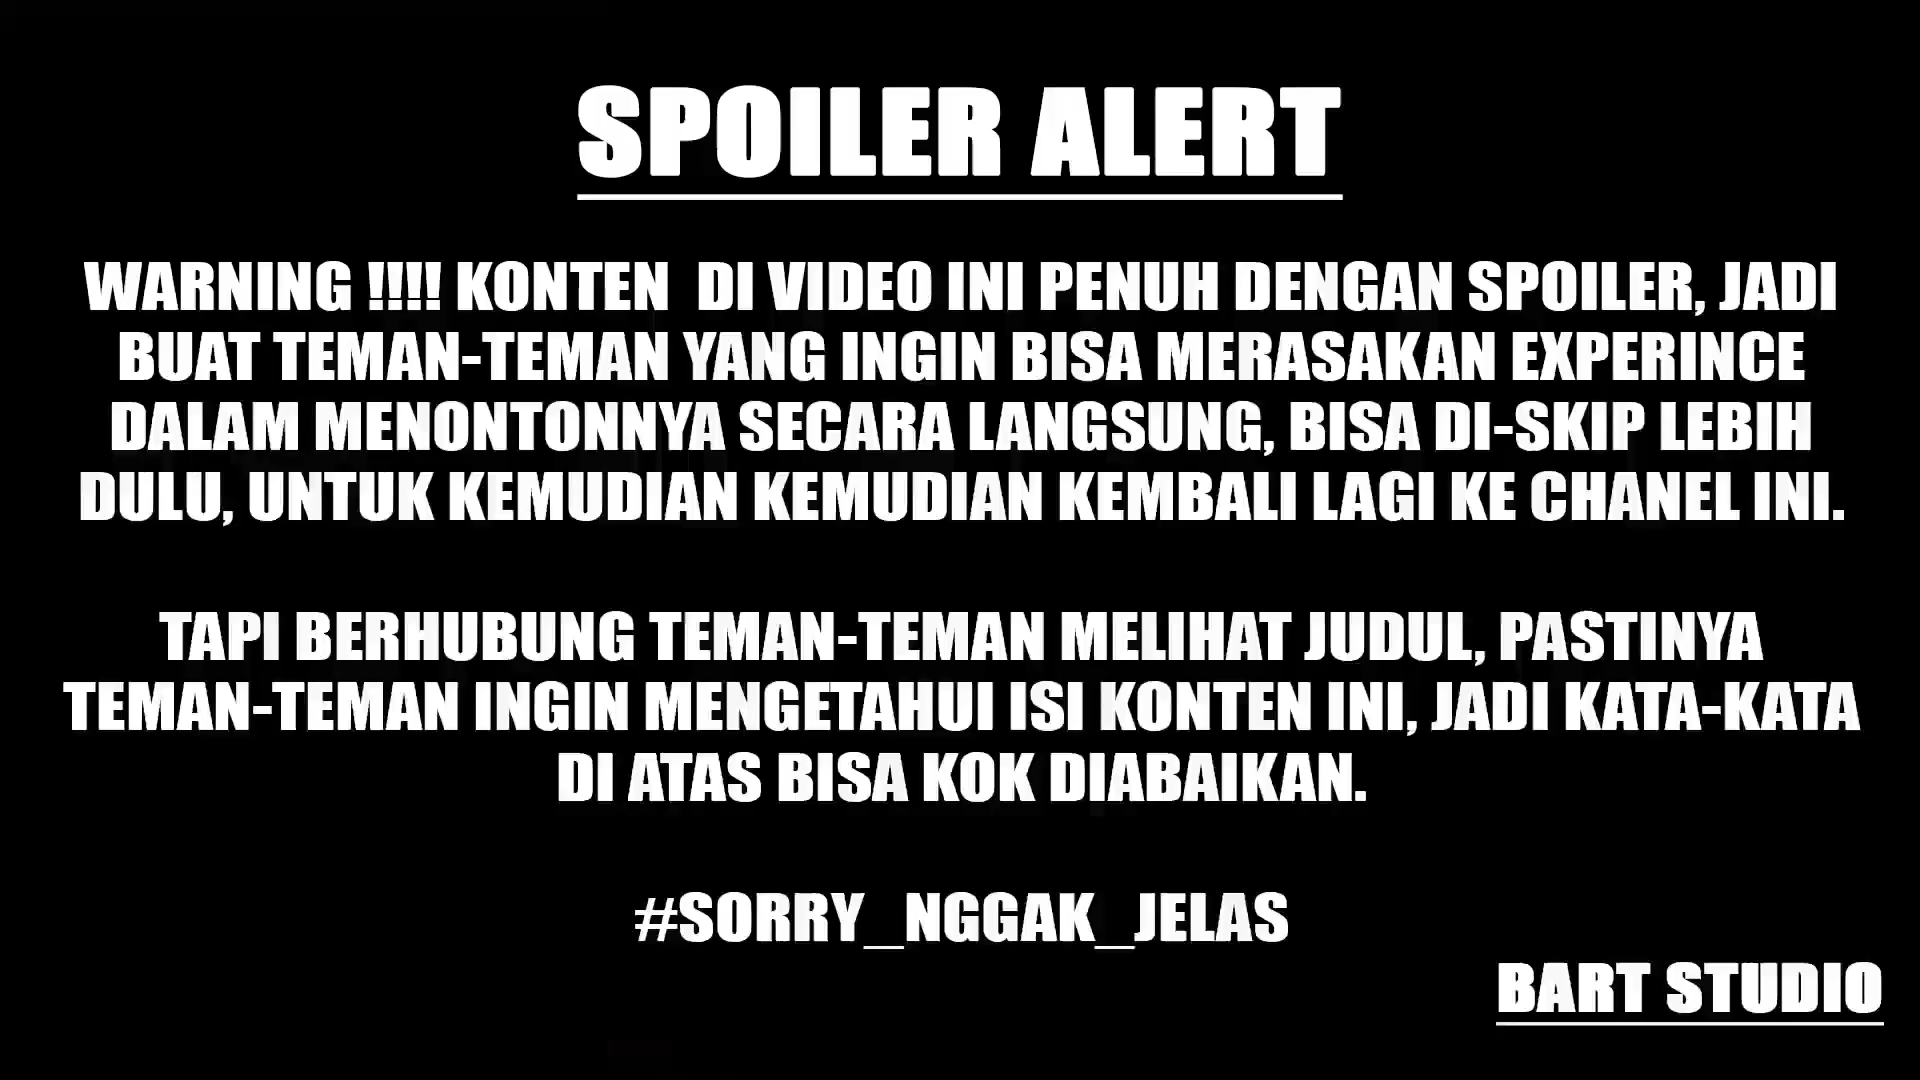 SPOILER ALERT
WARNING !!!! KONTEN DI VIDEO INI PENUH DENGAN SPOILER, JADI
BUAT TEMAN-TEMAN YANG INGIN BISA MERASAKAN EXPERINCE
DALAM MENONTONNYA SECARA LANGSUNG, BISA DI-SKIP LEBIH
DULU, UNTUK KEMUDIAN KEMUDIAN KEMBALI LAGI KE CHANEL INI.
TAPI BERHUBUNG TEMAN-TEMAN MELIHAT JUDUL, PASTINYA
TEMAN-TEMAN INGIN MENGETAHUI ISI KONTEN INI, JADI KATA-KATA
DI ATAS BISA KOK DIABAIKAN.
#SORRY_NGGAK_JELAS
BART STUDIO